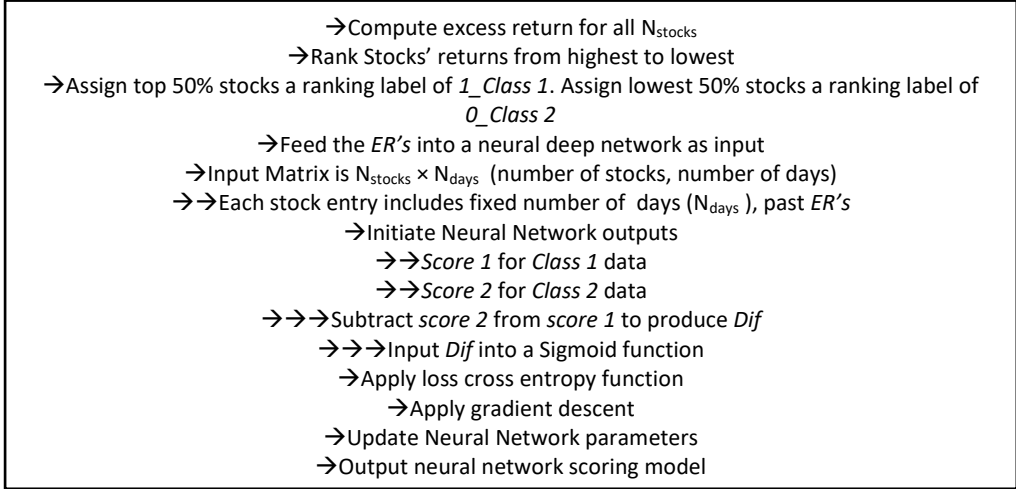 →Compute excess return for all Nstocks
→Rank Stocks' returns from highest to lowest
→Assign top 50% stocks a ranking label of 1_Class 1. Assign lowest 50% stocks a ranking label of
0_Class 2
→Feed the ER's into a neural deep network as input
→Input Matrix is Nstocks × Ndays (number of stocks, number of days)
→→Each stock entry includes fixed number of days (Ndays ), past ER's
→Initiate Neural Network outputs
→→Score 1 for Class 1 data
→→Score 2 for Class 2 data
→→→Subtract score 2 from score 1 to produce Dif
→→→Input Dif into a Sigmoid function
→Apply loss cross entropy function
→Apply gradient descent
→Update Neural Network parameters
→Output neural network scoring model